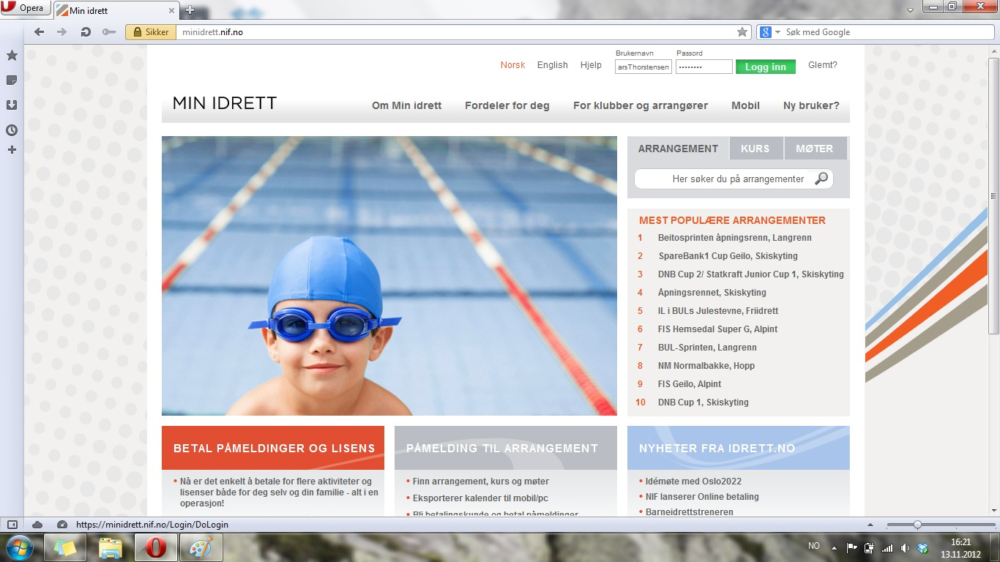 Opera
Min idrett
Sikker
minidrett.nif.no
Søk med Google
Brukernavn
Passord
Norsk
English
Hjelp
arsThorstensen
••••••••
Logg inn
Glemt?
MIN IDRETT
Om Min idrett
Fordeler for deg
For klubber og arrangører
Mobil
Ny bruker?
ARRANGEMENT
KURS
MØTER
Her søker du på arrangementer
MEST POPULÆRE ARRANGEMENTER
1 Beitosprinten åpningsrenn, Langrenn
2 SpareBank1 Cup Geilo, Skiskyting
3 DNB Cup 2/ Statkraft Junior Cup 1, Skiskyting
4 Åpningsrennet, Skiskyting
5 IL i BULs Julestevne, Friidrett
6 FIS Hemsedal Super G, Alpint
7 BUL-Sprinten, Langrenn
8 NM Normalbakke, Hopp
9 FIS Geilo, Alpint
10 DNB Cup 1, Skiskyting
BETAL PÅMELDINGER OG LISENS
• Nå er det enkelt å betale for flere aktiviteter og
lisenser både for deg selv og din familie - alt i en
operasjon!
PÅMELDING TIL ARRANGEMENT
• Finn arrangement, kurs og møter
• Eksporterer kalender til mobil/pc
• Bli betalingskunde og betal påmeldinger
NYHETER FRA IDRETT.NO
• Idémøte med Oslo2022
• NIF lanserer Online betaling
• Barneidrettstreneren
https://minidrett.nif.no/Login/DoLogin
NO
16:21
13.11.2012